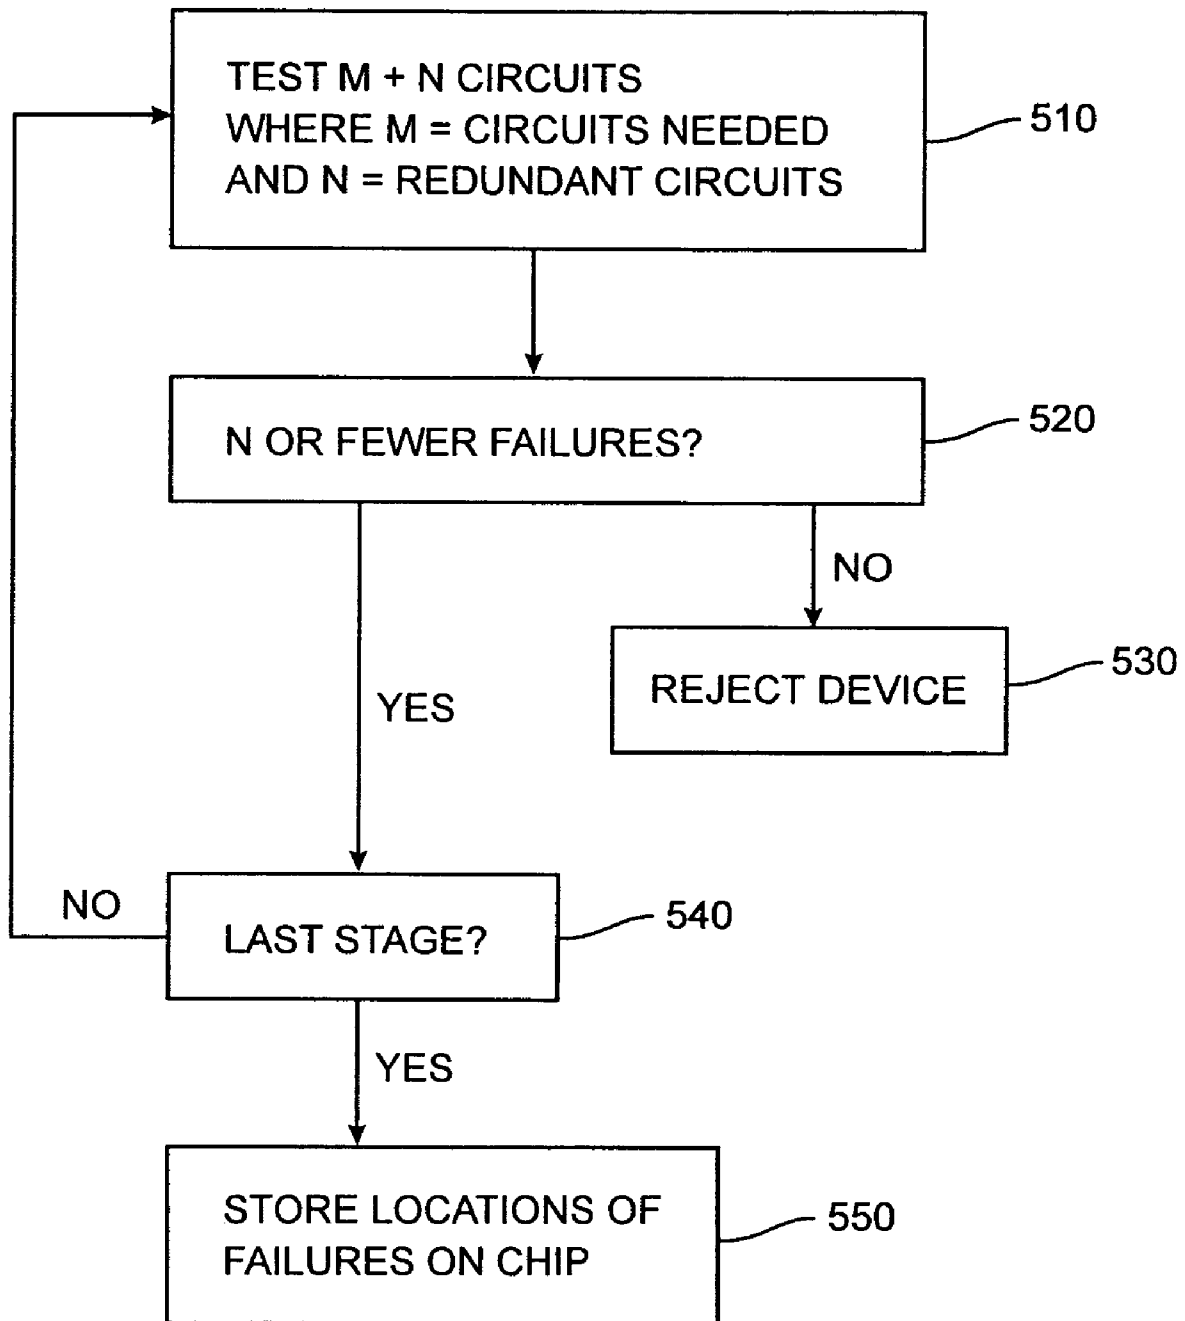 TEST M + N CIRCUITS
WHERE M = CIRCUITS NEEDED
AND N = REDUNDANT CIRCUITS
510
N OR FEWER FAILURES?
520
NO
REJECT DEVICE
530
YES
NO
LAST STAGE?
540
YES
STORE LOCATIONS OF
FAILURES ON CHIP
550